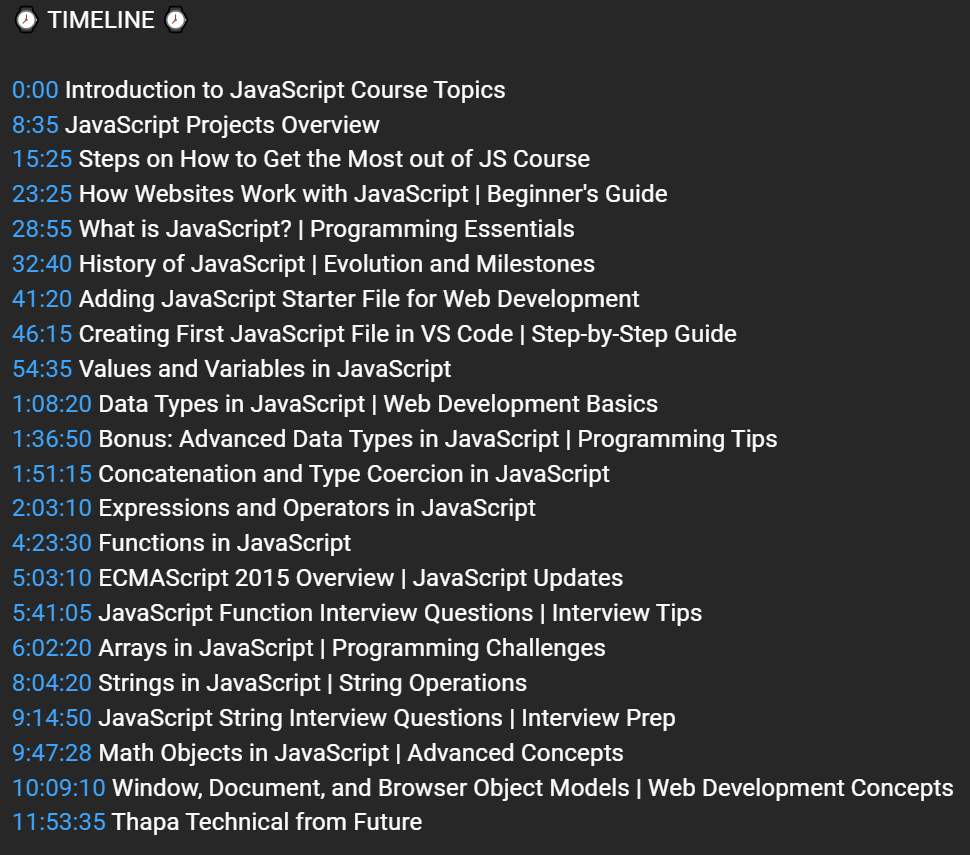 ⌚ TIMELINE ⌚
0:00 Introduction to JavaScript Course Topics
8:35 JavaScript Projects Overview
15:25 Steps on How to Get the Most out of JS Course
23:25 How Websites Work with JavaScript | Beginner's Guide
28:55 What is JavaScript? | Programming Essentials
32:40 History of JavaScript | Evolution and Milestones
41:20 Adding JavaScript Starter File for Web Development
46:15 Creating First JavaScript File in VS Code | Step-by-Step Guide
54:35 Values and Variables in JavaScript
1:08:20 Data Types in JavaScript | Web Development Basics
1:36:50 Bonus: Advanced Data Types in JavaScript | Programming Tips
1:51:15 Concatenation and Type Coercion in JavaScript
2:03:10 Expressions and Operators in JavaScript
4:23:30 Functions in JavaScript
5:03:10 ECMAScript 2015 Overview | JavaScript Updates
5:41:05 JavaScript Function Interview Questions | Interview Tips
6:02:20 Arrays in JavaScript | Programming Challenges
8:04:20 Strings in JavaScript | String Operations
9:14:50 JavaScript String Interview Questions | Interview Prep
9:47:28 Math Objects in JavaScript | Advanced Concepts
10:09:10 Window, Document, and Browser Object Models | Web Development Concepts
11:53:35 Thapa Technical from Future